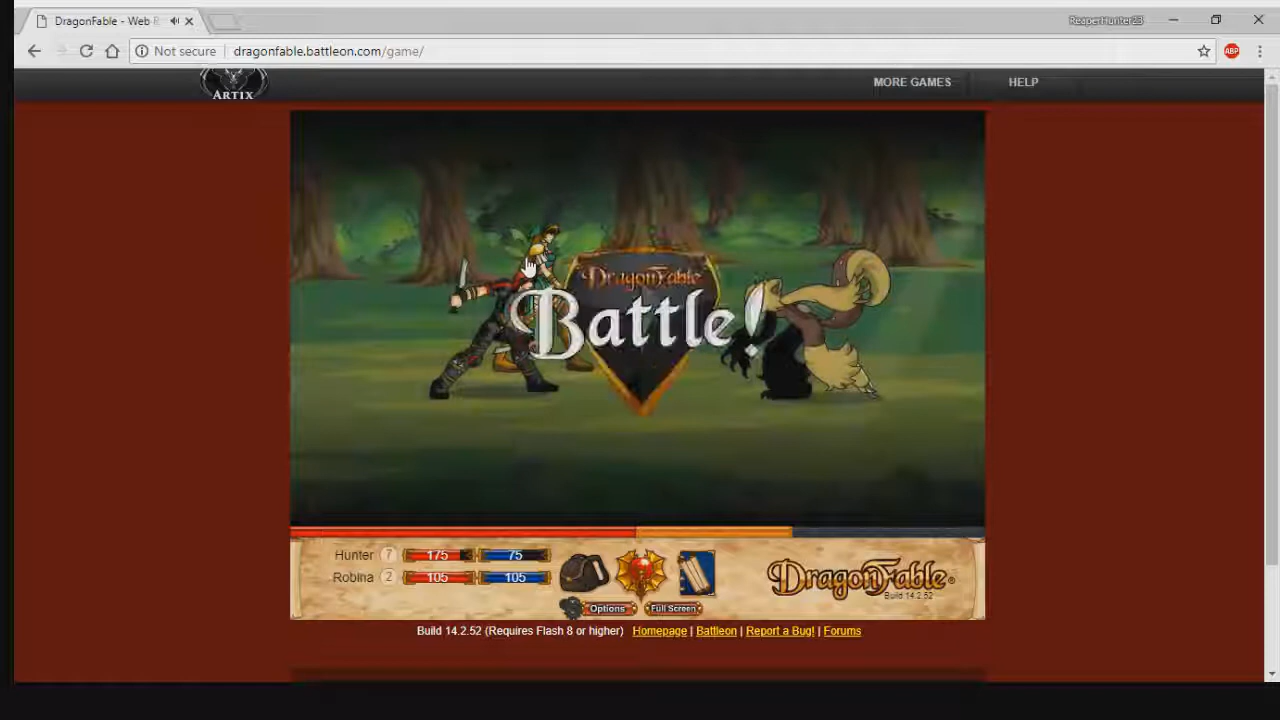 DragonFable - Web-R
ReaperHunter23
Not secure
dragonfable.battleon.com/game/
ABP
ARTIX
MORE GAMES
HELP
DragonFable
Battle!
Hunter 7 175 75
Robina 2 105 105
Options
Full Screen
DragonFable
Build 14.2.52
Build 14.2.52 (Requires Flash 8 or higher) Homepage | Battleon | Report a Bug! | Forums